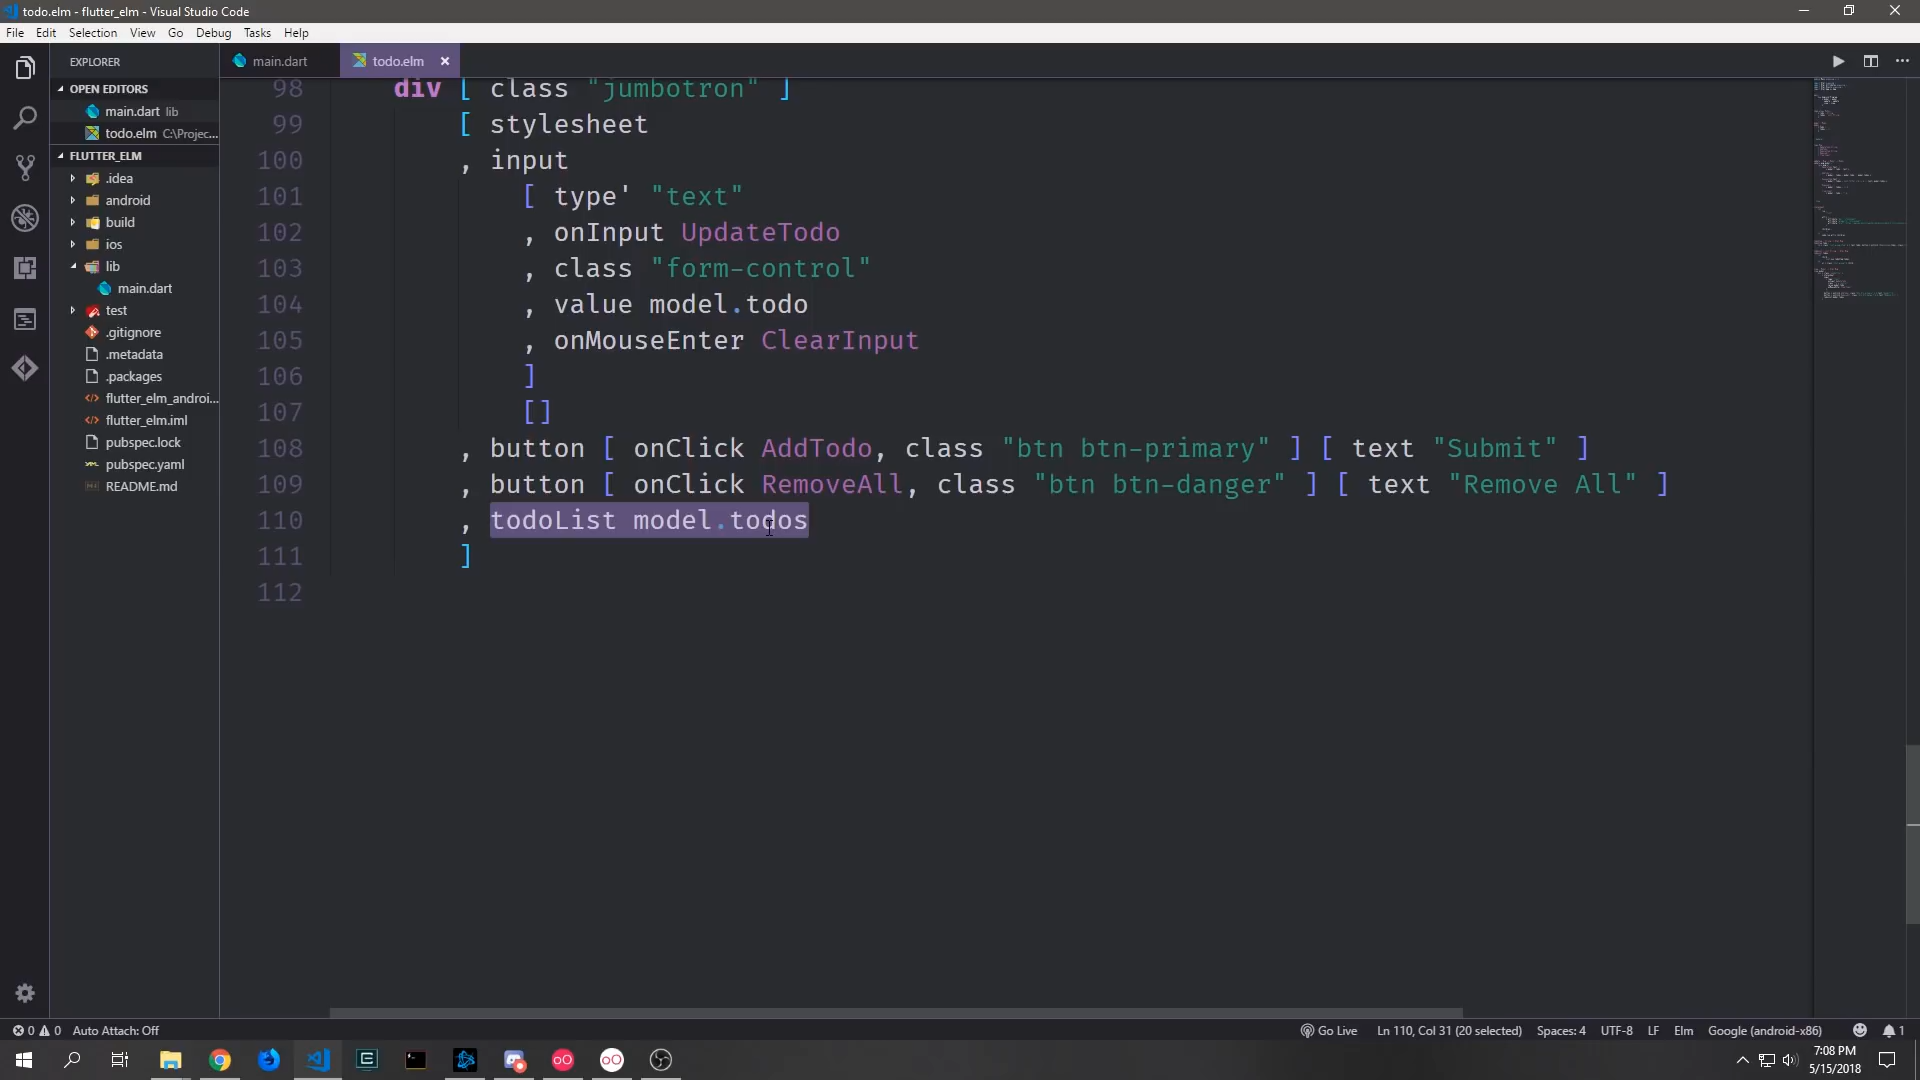 todo.elm - flutter_elm - Visual Studio Code
File Edit Selection View Go Debug Tasks Help
EXPLORER
main.dart
todo.elm
OPEN EDITORS
main.dart lib
todo.elm C:\Projec...
FLUTTER_ELM
.idea
android
build
ios
lib
main.dart
test
.gitignore
.metadata
.packages
flutter_elm_androi...
flutter_elm.iml
pubspec.lock
pubspec.yaml
README.md
98 div [ class "jumbotron" ]
99 [ stylesheet
100 , input
101 [ type' "text"
102 , onInput UpdateTodo
103 , class "form-control"
104 , value model.todo
105 , onMouseEnter ClearInput
106 ]
107 []
108 , button [ onClick AddTodo, class "btn btn-primary" ] [ text "Submit" ]
109 , button [ onClick RemoveAll, class "btn btn-danger" ] [ text "Remove All" ]
110 , todoList model.todos
111 ]
112
0 0 Auto Attach: Off Go Live Ln 110, Col 31 (20 selected) Spaces: 4 UTF-8 LF Elm Google (android-x86) 1
7:08 PM
5/15/2018